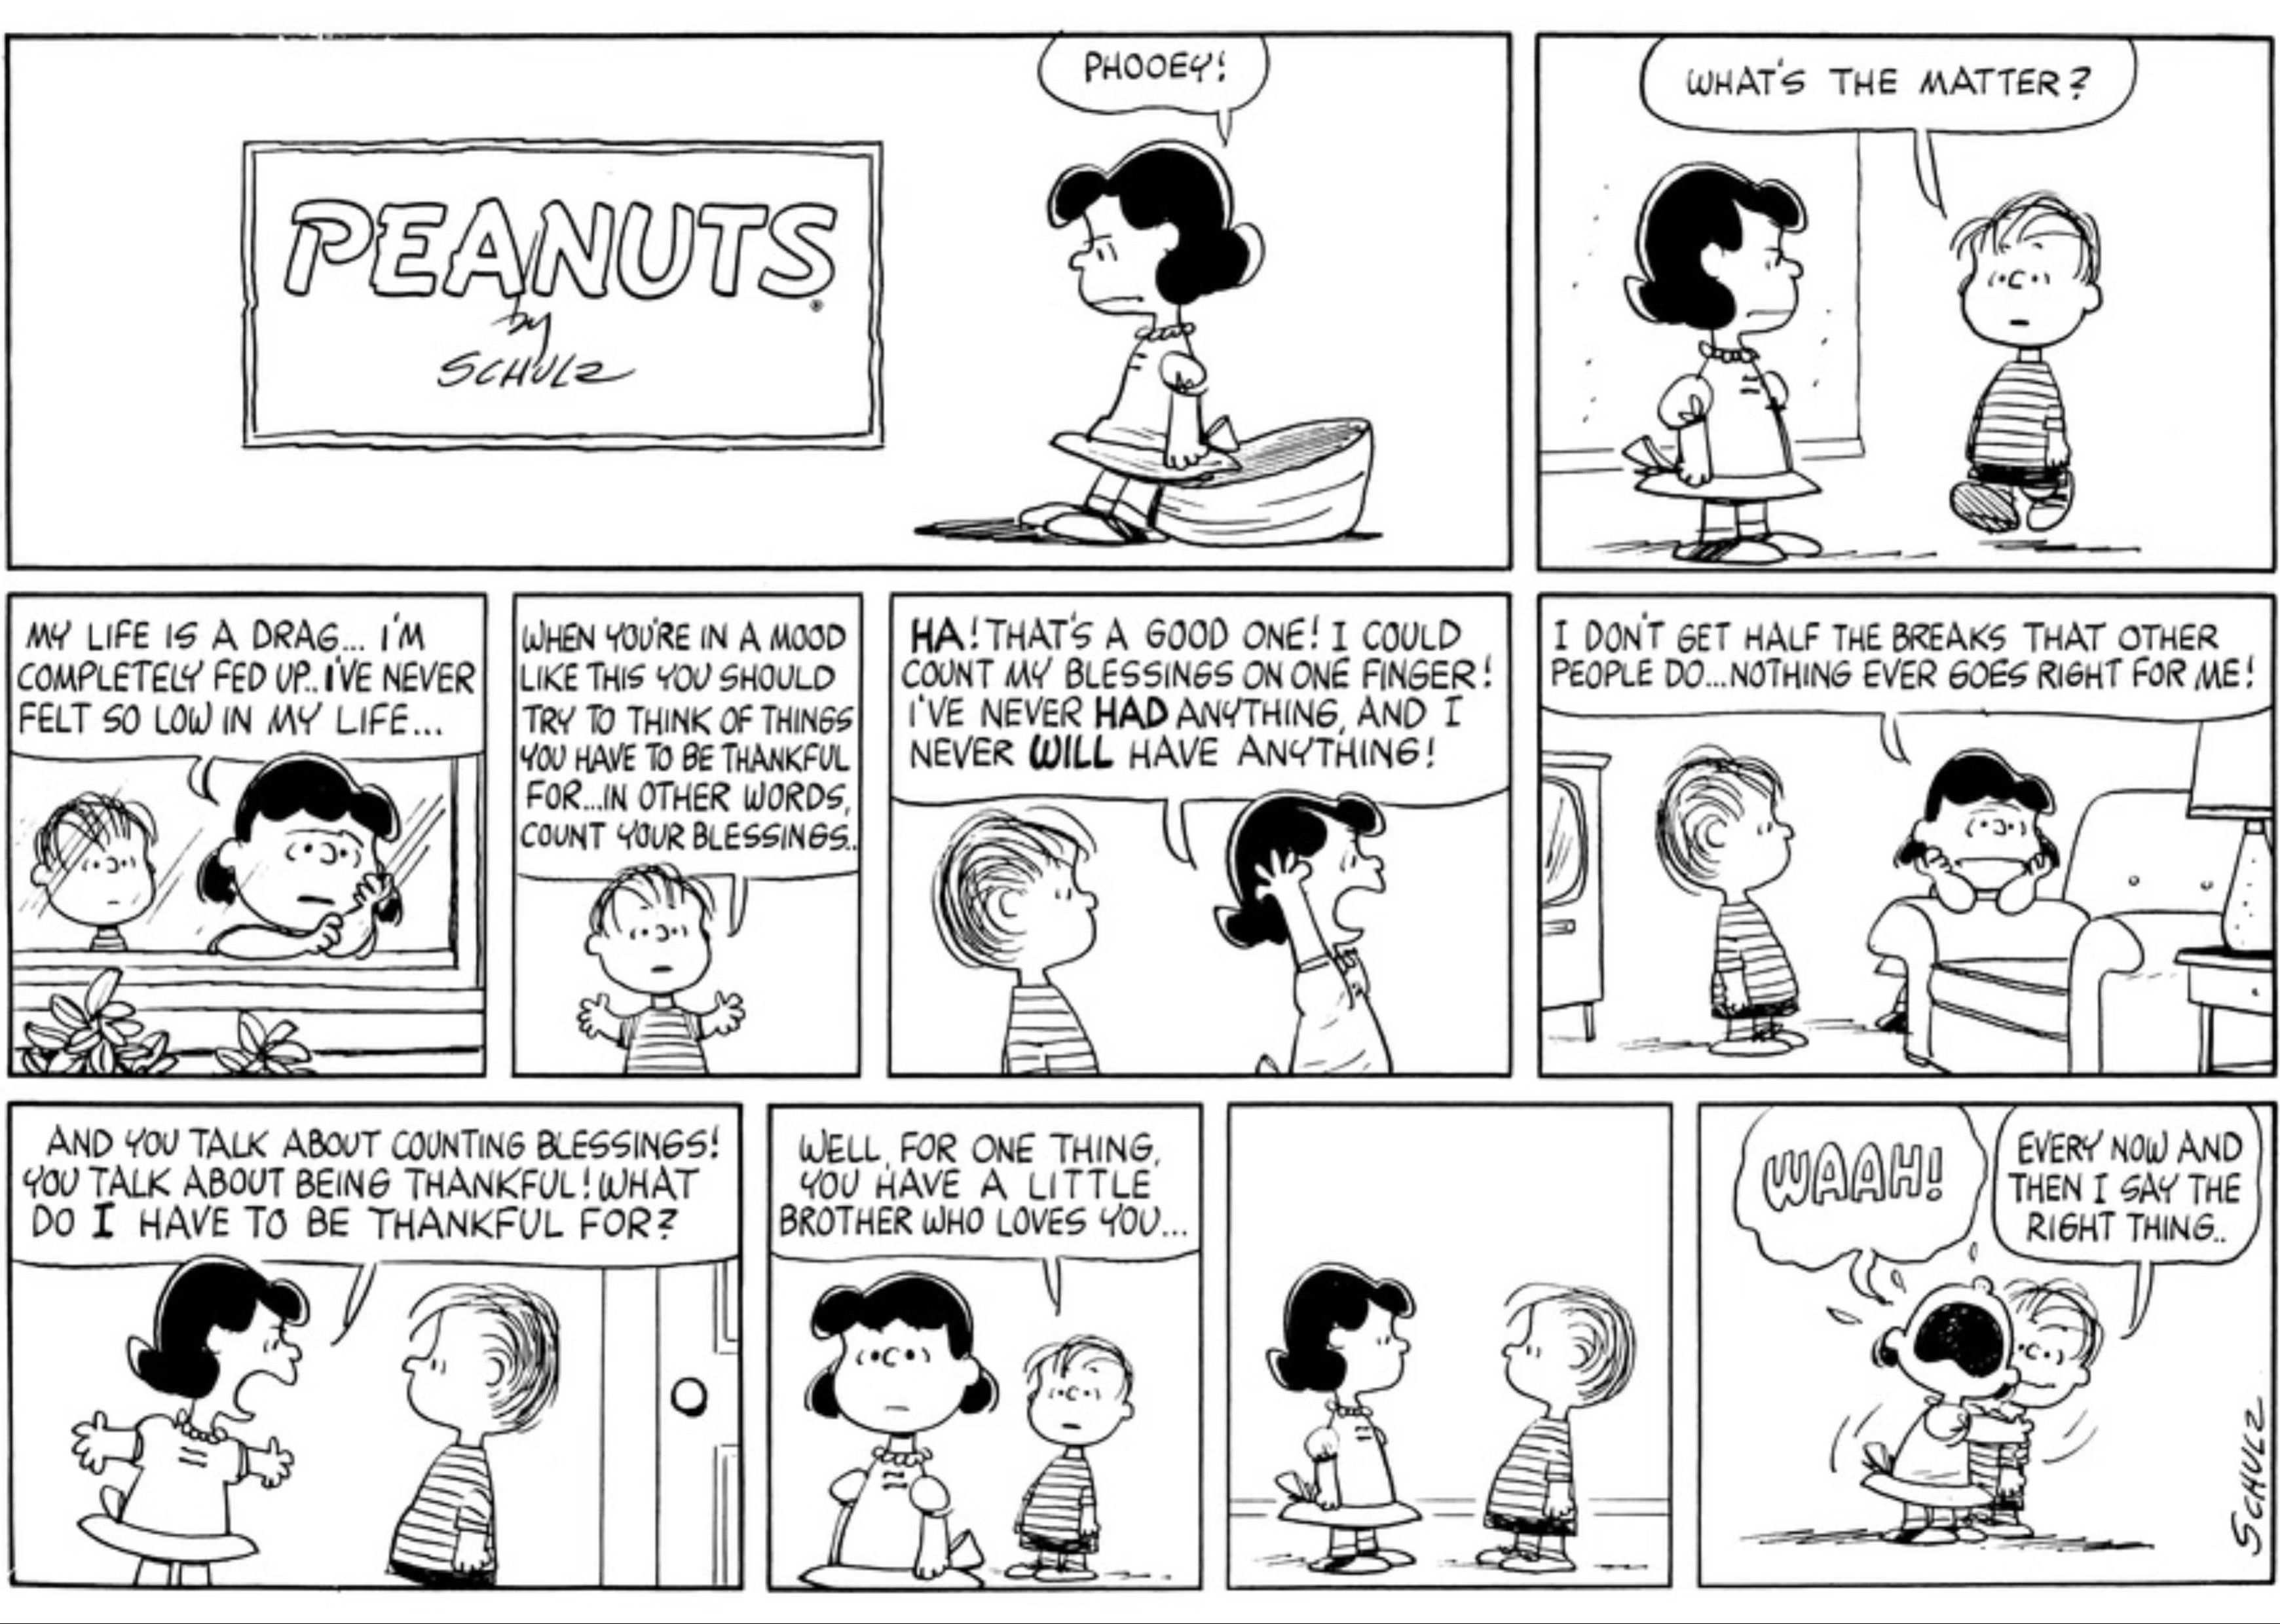 PEANUTS®
by
SCHULZ
PHOOEY!
WHAT'S THE MATTER?
MY LIFE IS A DRAG... I'M
COMPLETELY FED UP.. I'VE NEVER
FELT SO LOW IN MY LIFE...
WHEN YOU'RE IN A MOOD
LIKE THIS YOU SHOULD
TRY TO THINK OF THINGS
YOU HAVE TO BE THANKFUL
FOR...IN OTHER WORDS,
COUNT YOUR BLESSINGS..
HA! THAT'S A GOOD ONE! I COULD
COUNT MY BLESSINGS ON ONE FINGER!
I'VE NEVER HAD ANYTHING, AND I
NEVER WILL HAVE ANYTHING!
I DON'T GET HALF THE BREAKS THAT OTHER
PEOPLE DO...NOTHING EVER GOES RIGHT FOR ME!
AND YOU TALK ABOUT COUNTING BLESSINGS!
YOU TALK ABOUT BEING THANKFUL! WHAT
DO I HAVE TO BE THANKFUL FOR?
WELL, FOR ONE THING,
YOU HAVE A LITTLE
BROTHER WHO LOVES YOU...
WAAH!
EVERY NOW AND
THEN I SAY THE
RIGHT THING..
SCHULZ